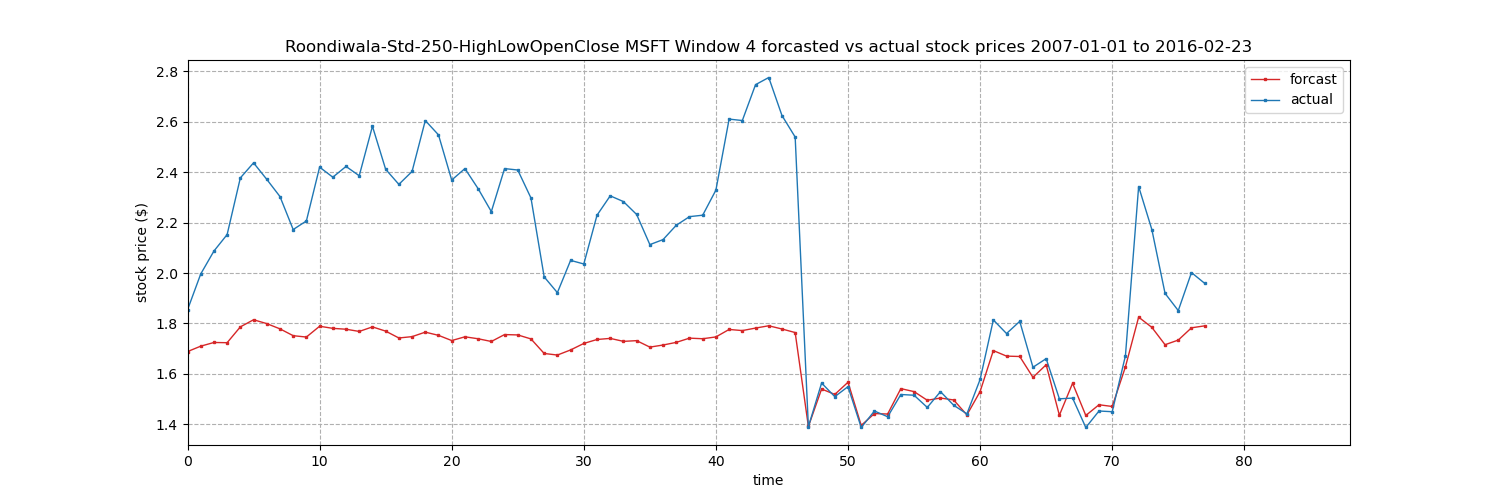 Roondiwala-Std-250-HighLowOpenClose MSFT Window 4 forcasted vs actual stock prices 2007-01-01 to 2016-02-23
forcast
actual
stock price ($)
2.8
2.6
2.4
2.2
2.0
1.8
1.6
1.4
0 10 20 30 40 50 60 70 80
time